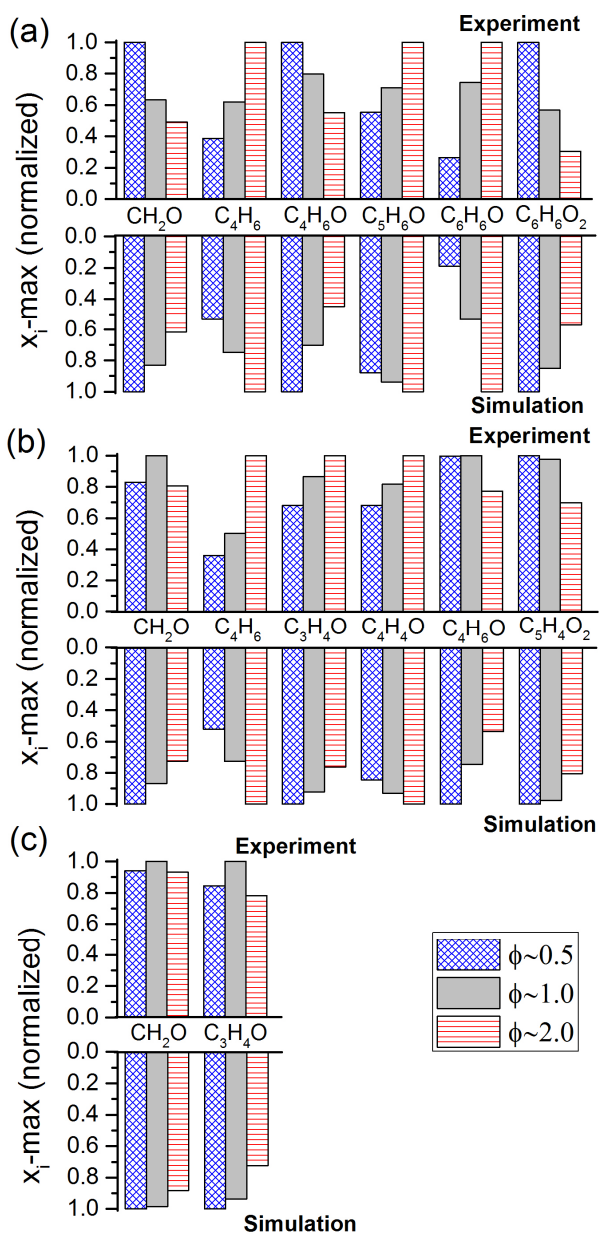 (a)
Experiment
1.0
0.8
0.6
0.4
0.2
0.0
CH₂O C₄H₆ C₄H₆O C₅H₆O C₆H₆O C₆H₆O₂
0.0
0.2
0.4
0.6
0.8
1.0
xᵢ-max (normalized)
Simulation
(b)
Experiment
1.0
0.8
0.6
0.4
0.2
0.0
CH₂O C₄H₆ C₃H₄O C₄H₄O C₄H₆O C₅H₄O₂
0.0
0.2
0.4
0.6
0.8
1.0
xᵢ-max (normalized)
Simulation
(c)
Experiment
1.0
0.8
0.6
0.4
0.2
0.0
CH₂O C₃H₄O
0.0
0.2
0.4
0.6
0.8
1.0
xᵢ-max (normalized)
Simulation
ϕ~0.5
ϕ~1.0
ϕ~2.0